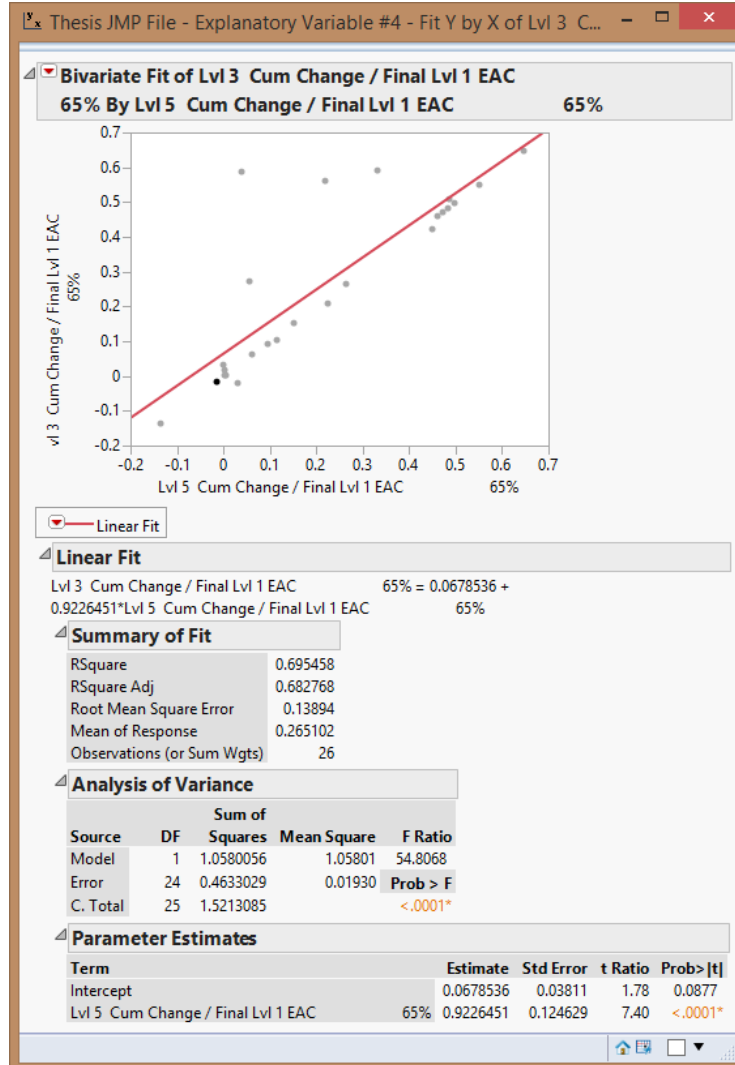 Thesis JMP File - Explanatory Variable #4 - Fit Y by X of Lvl 3 C...
Bivariate Fit of Lvl 3 Cum Change / Final Lvl 1 EAC
65% By Lvl 5 Cum Change / Final Lvl 1 EAC 65%
0.7
0.6
0.5
0.4
0.3
0.2
0.1
0
-0.1
-0.2
vl 3 Cum Change / Final Lvl 1 EAC
65%
-0.2 -0.1 0 0.1 0.2 0.3 0.4 0.5 0.6 0.7
Lvl 5 Cum Change / Final Lvl 1 EAC 65%
Linear Fit
Linear Fit
Lvl 3 Cum Change / Final Lvl 1 EAC 65% = 0.0678536 +
0.9226451*Lvl 5 Cum Change / Final Lvl 1 EAC 65%
Summary of Fit
RSquare 0.695458
RSquare Adj 0.682768
Root Mean Square Error 0.13894
Mean of Response 0.265102
Observations (or Sum Wgts) 26
Analysis of Variance
Sum of
Source DF Squares Mean Square F Ratio
Model 1 1.0580056 1.05801 54.8068
Error 24 0.4633029 0.01930 Prob > F
C. Total 25 1.5213085 <.0001*
Parameter Estimates
Term Estimate Std Error t Ratio Prob>|t|
Intercept 0.0678536 0.03811 1.78 0.0877
Lvl 5 Cum Change / Final Lvl 1 EAC 65% 0.9226451 0.124629 7.40 <.0001*